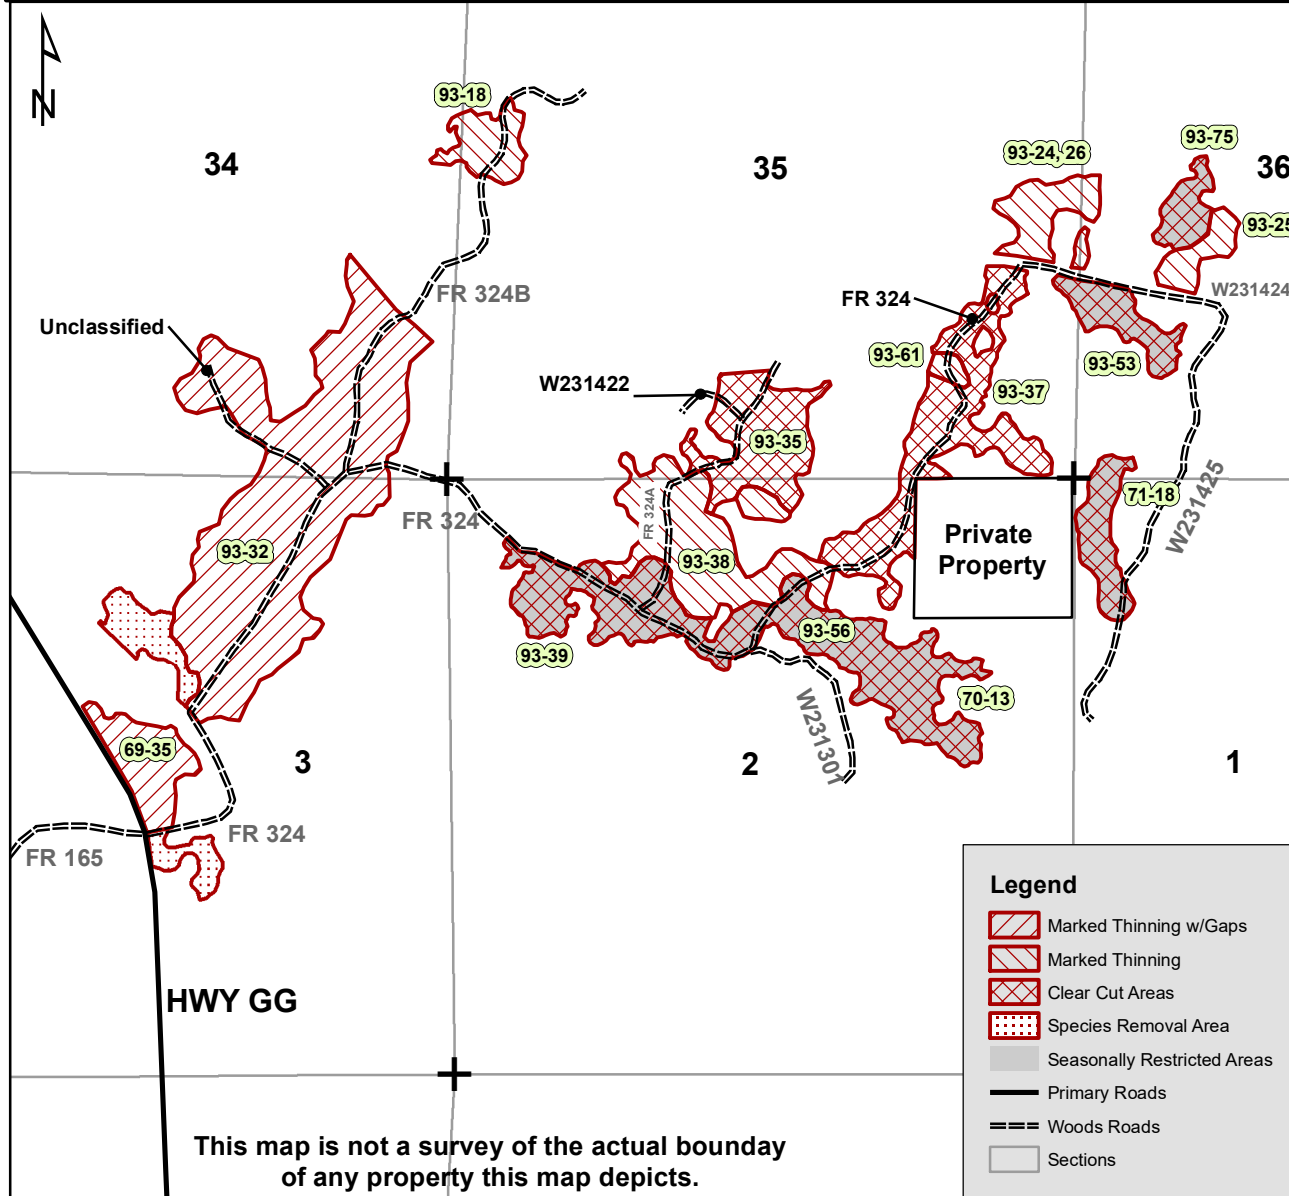 N
93-18
34
35
93-24, 26
93-75
36
93-25
FR 324B
W231424
Unclassified
FR 324
93-61
93-53
W231422
93-37
93-35
FR 324
FR 324A
71-18
W231425
93-32
93-38
Private
Property
93-39
93-56
70-13
W231301
69-35
3
2
1
FR 324
FR 165
HWY GG
Legend
Marked Thinning w/Gaps
Marked Thinning
Clear Cut Areas
Species Removal Area
Seasonally Restricted Areas
Primary Roads
Woods Roads
Sections
This map is not a survey of the actual bounday
of any property this map depicts.